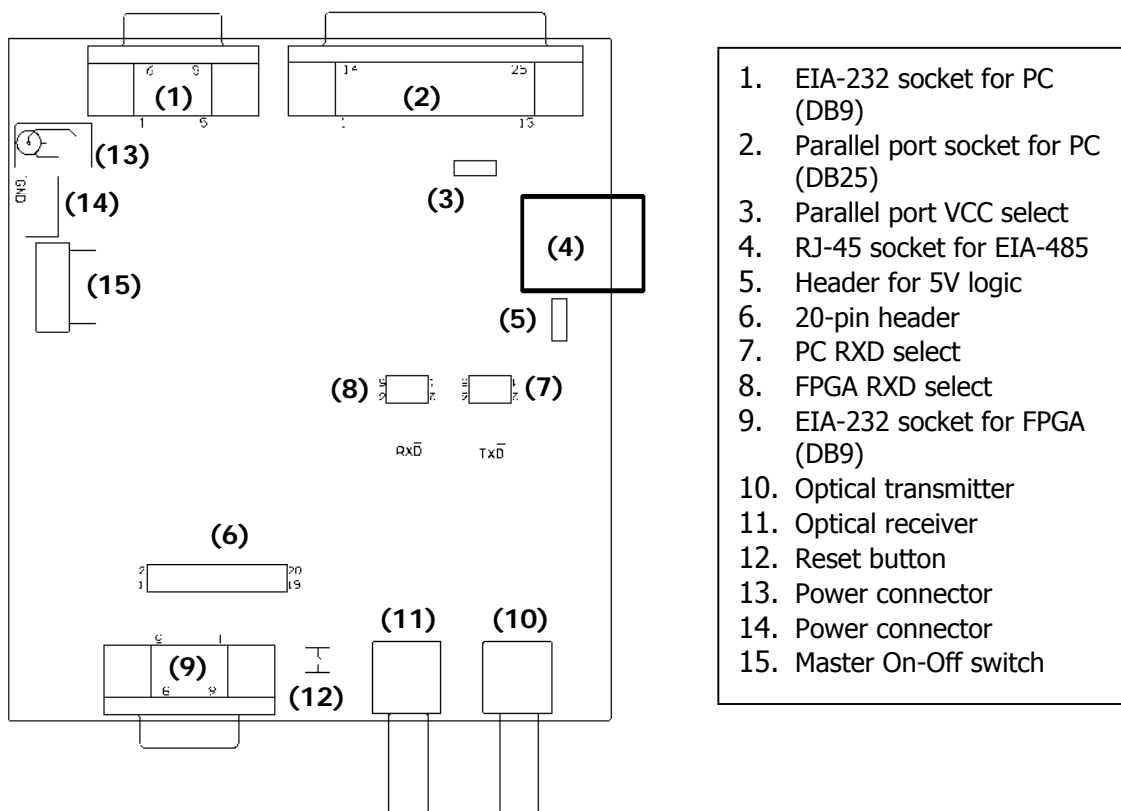 6 9
14 25
(1)
(2)
1 5
1 13
(13)
(3)
GND
(14)
(4)
(15)
(5)
(8)
(7)
RXD
TXD
(6)
2 20
1 19
(11)
(10)
(9)
6 9
(12)
1. EIA-232 socket for PC
(DB9)
2. Parallel port socket for PC
(DB25)
3. Parallel port VCC select
4. RJ-45 socket for EIA-485
5. Header for 5V logic
6. 20-pin header
7. PC RXD select
8. FPGA RXD select
9. EIA-232 socket for FPGA
(DB9)
10. Optical transmitter
11. Optical receiver
12. Reset button
13. Power connector
14. Power connector
15. Master On-Off switch